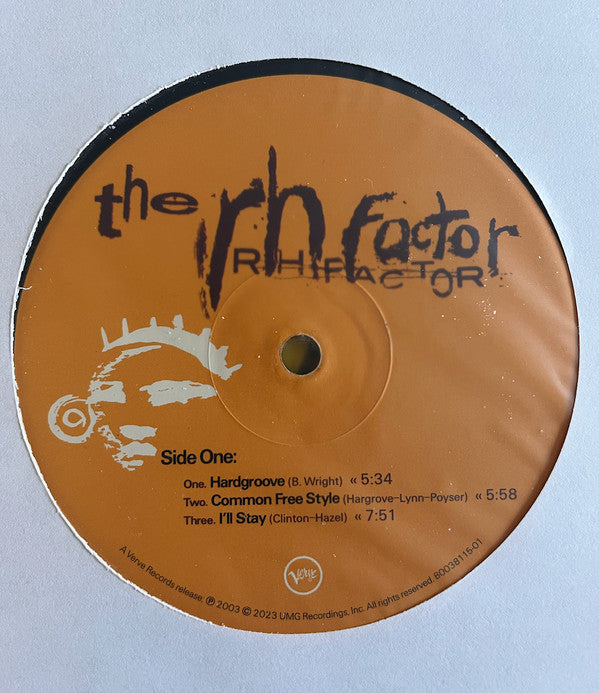 the rh factor
RH FACTOR
Side One:
One. Hardgroove (B. Wright) « 5:34
Two. Common Free Style (Hargrove-Lynn-Poyser) « 5:58
Three. I'll Stay (Clinton-Hazel) « 7:51
VERVE
A Verve Records release: ℗ 2003 © 2023 UMG Recordings, Inc. All rights reserved. B0038115-01